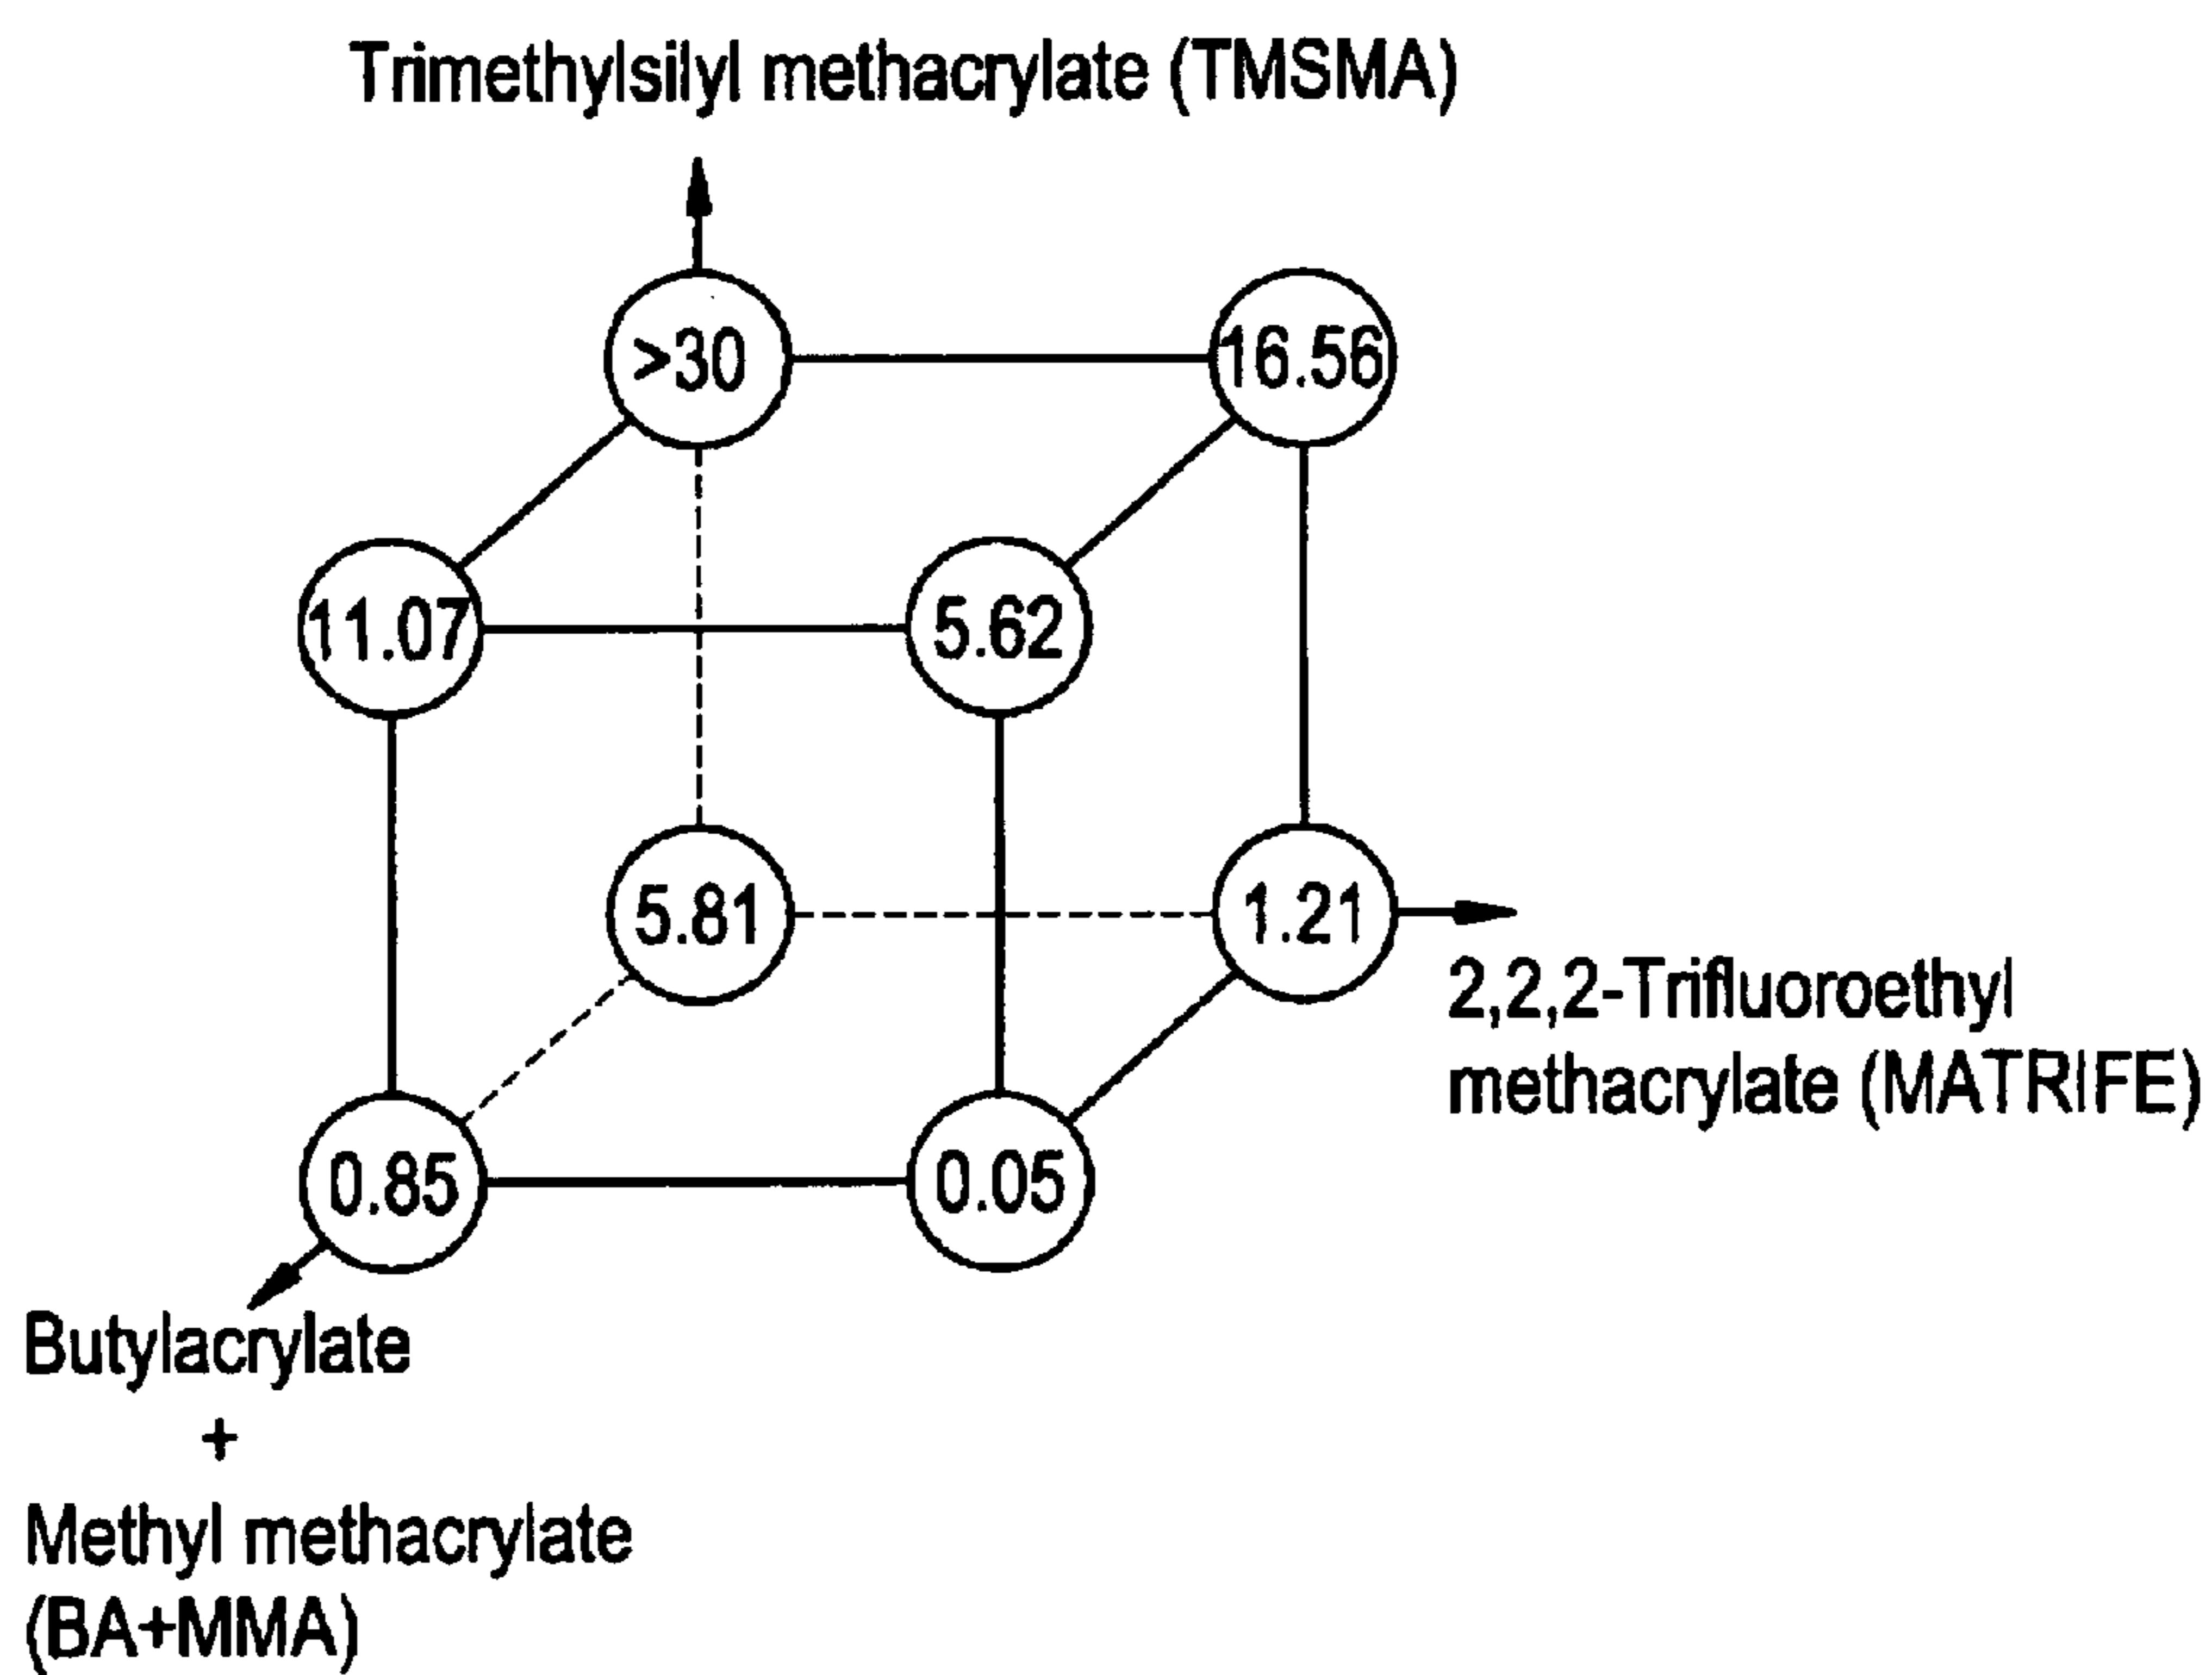 Trimethylsilyl methacrylate (TMSMA)
>30
16.56
11.07
5.62
5.81
1.21
2,2,2-Trifluoroethyl
methacrylate (MATRIFE)
0.85
0.05
Butylacrylate
+
Methyl methacrylate
(BA+MMA)